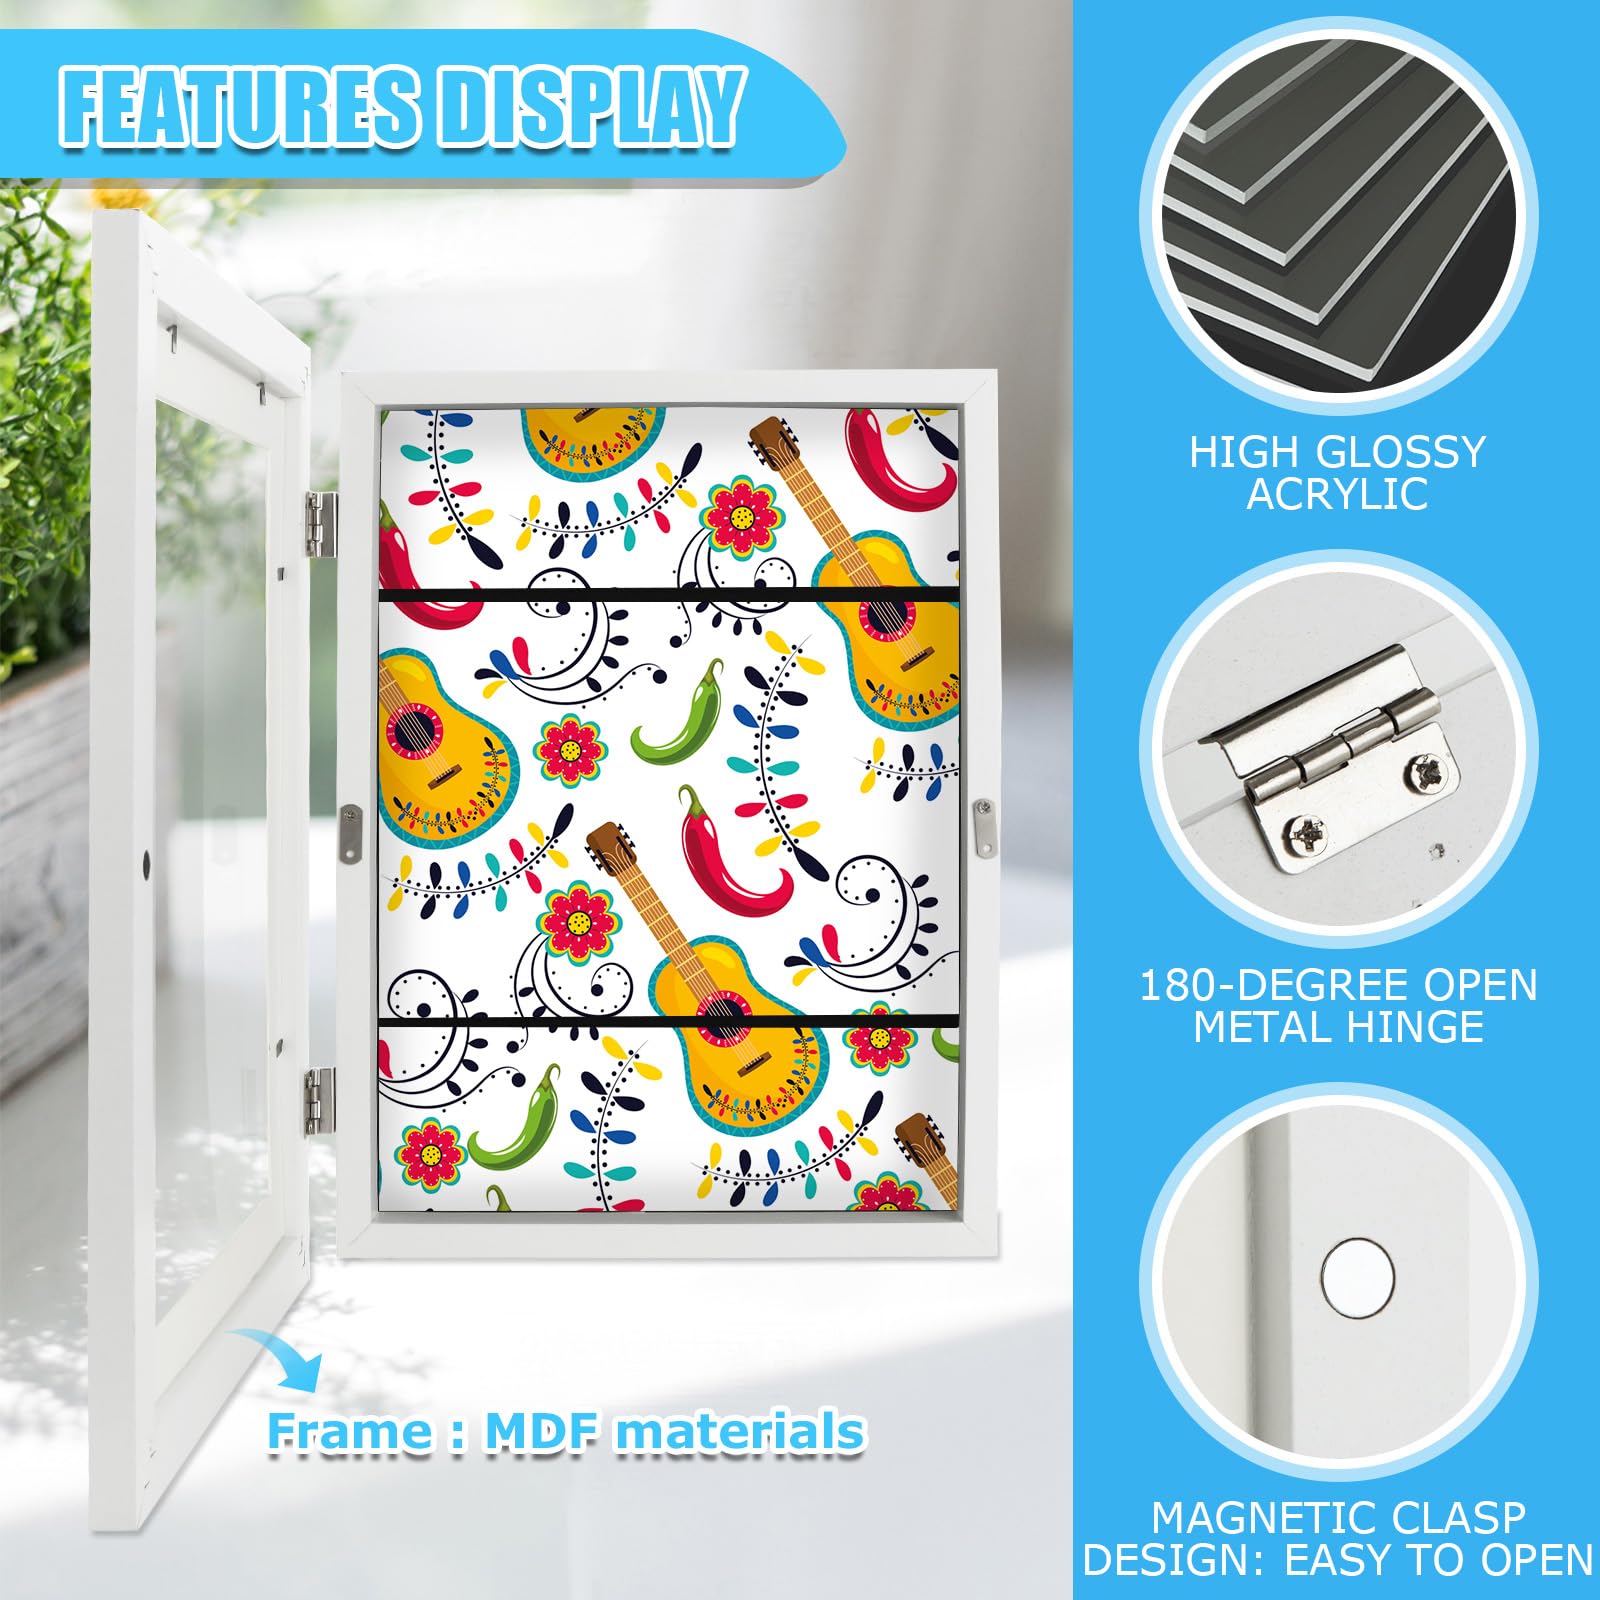 FEATURES DISPLAY
HIGH GLOSSY
ACRYLIC
180-DEGREE OPEN
METAL HINGE
Frame : MDF materials
MAGNETIC CLASP
DESIGN: EASY TO OPEN